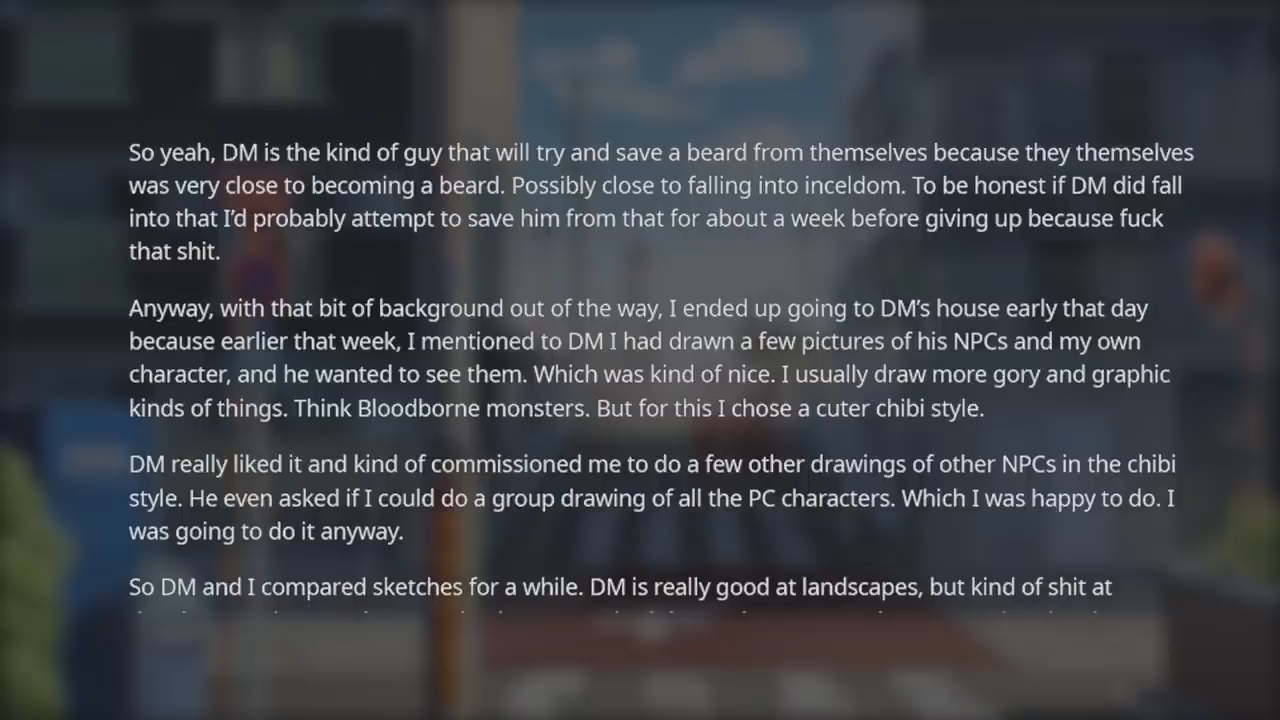 So yeah, DM is the kind of guy that will try and save a beard from themselves because they themselves
was very close to becoming a beard. Possibly close to falling into inceldom. To be honest if DM did fall
into that I’d probably attempt to save him from that for about a week before giving up because fuck
that shit.
Anyway, with that bit of background out of the way, I ended up going to DM’s house early that day
because earlier that week, I mentioned to DM I had drawn a few pictures of his NPCs and my own
character, and he wanted to see them. Which was kind of nice. I usually draw more gory and graphic
kinds of things. Think Bloodborne monsters. But for this I chose a cuter chibi style.
DM really liked it and kind of commissioned me to do a few other drawings of other NPCs in the chibi
style. He even asked if I could do a group drawing of all the PC characters. Which I was happy to do. I
was going to do it anyway.
So DM and I compared sketches for a while. DM is really good at landscapes, but kind of shit at